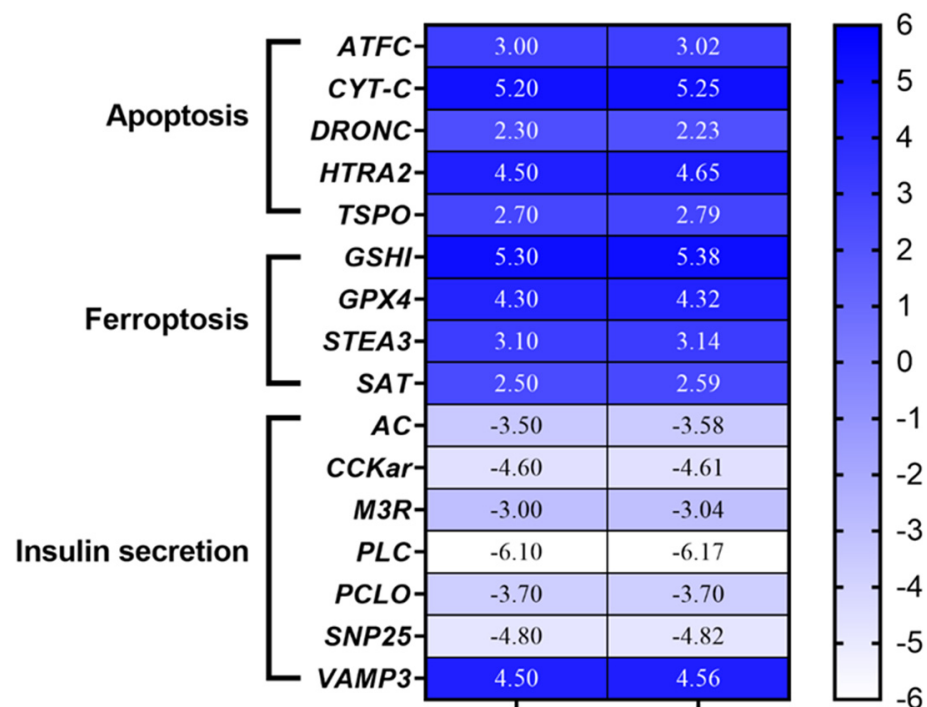 Apoptosis
ATFC 3.00 3.02
CYT-C 5.20 5.25
DRONC 2.30 2.23
HTRA2 4.50 4.65
TSPO 2.70 2.79
Ferroptosis
GSHI 5.30 5.38
GPX4 4.30 4.32
STEA3 3.10 3.14
SAT 2.50 2.59
Insulin secretion
AC -3.50 -3.58
CCKar -4.60 -4.61
M3R -3.00 -3.04
PLC -6.10 -6.17
PCLO -3.70 -3.70
SNP25 -4.80 -4.82
VAMP3 4.50 4.56
6
5
4
3
2
1
0
-1
-2
-3
-4
-5
-6